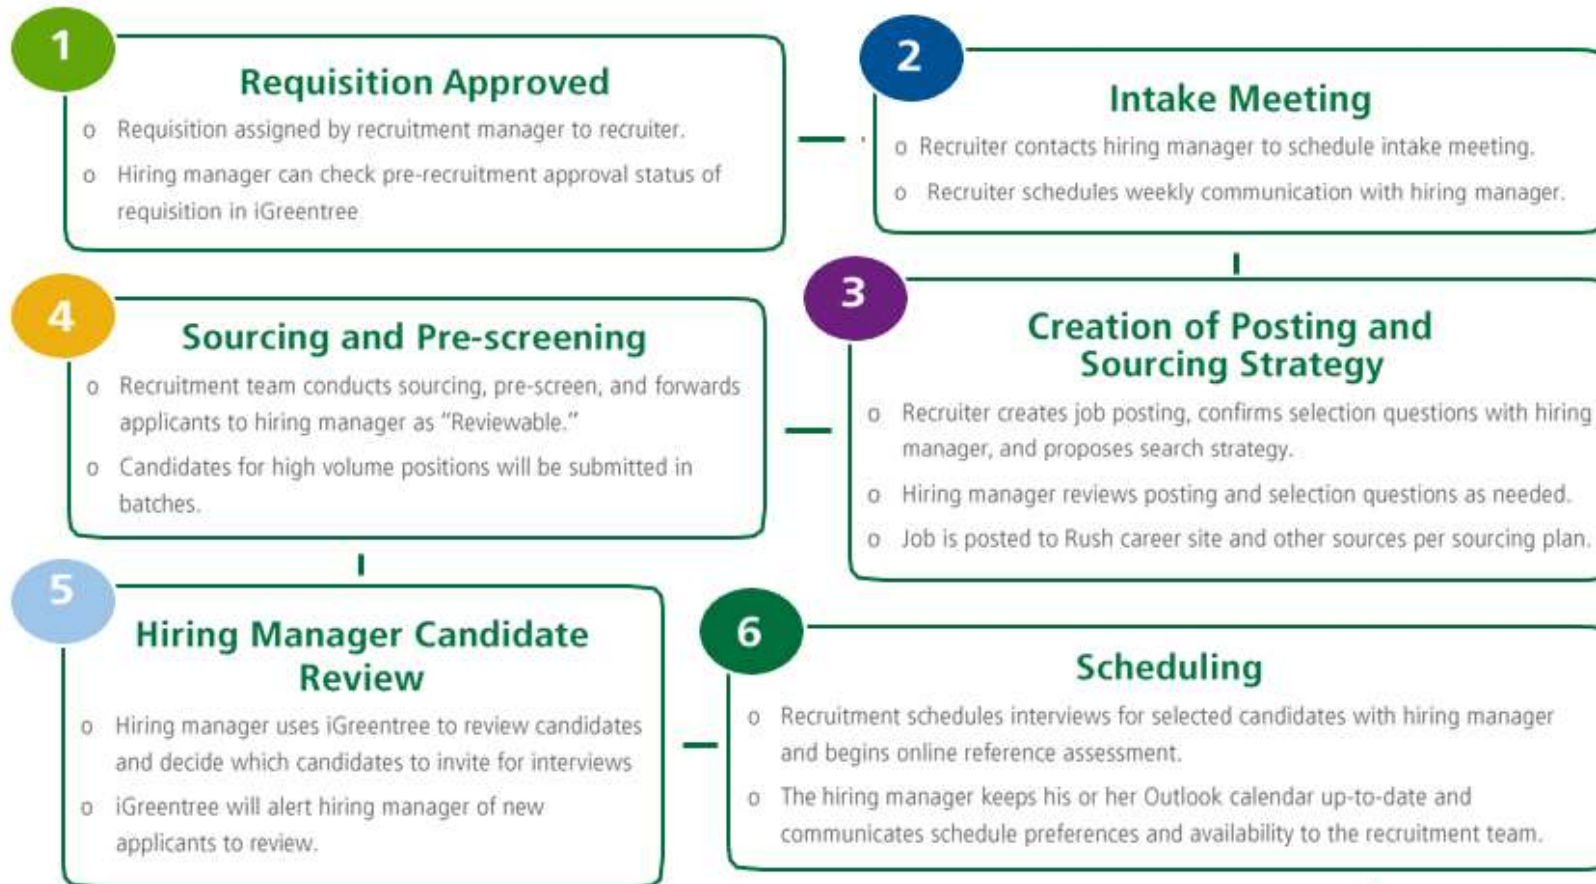 1
Requisition Approved
o Requisition assigned by recruitment manager to recruiter.
o Hiring manager can check pre-recruitment approval status of
requisition in iGreentree
2
Intake Meeting
o Recruiter contacts hiring manager to schedule intake meeting.
o Recruiter schedules weekly communication with hiring manager.
3
Creation of Posting and
Sourcing Strategy
o Recruiter creates job posting, confirms selection questions with hiring
manager, and proposes search strategy.
o Hiring manager reviews posting and selection questions as needed.
o Job is posted to Rush career site and other sources per sourcing plan.
4
Sourcing and Pre-screening
o Recruitment team conducts sourcing, pre-screen, and forwards
applicants to hiring manager as “Reviewable.”
o Candidates for high volume positions will be submitted in
batches.
5
Hiring Manager Candidate
Review
o Hiring manager uses iGreentree to review candidates
and decide which candidates to invite for interviews
o iGreentree will alert hiring manager of new
applicants to review.
6
Scheduling
o Recruitment schedules interviews for selected candidates with hiring manager
and begins online reference assessment.
o The hiring manager keeps his or her Outlook calendar up-to-date and
communicates schedule preferences and availability to the recruitment team.